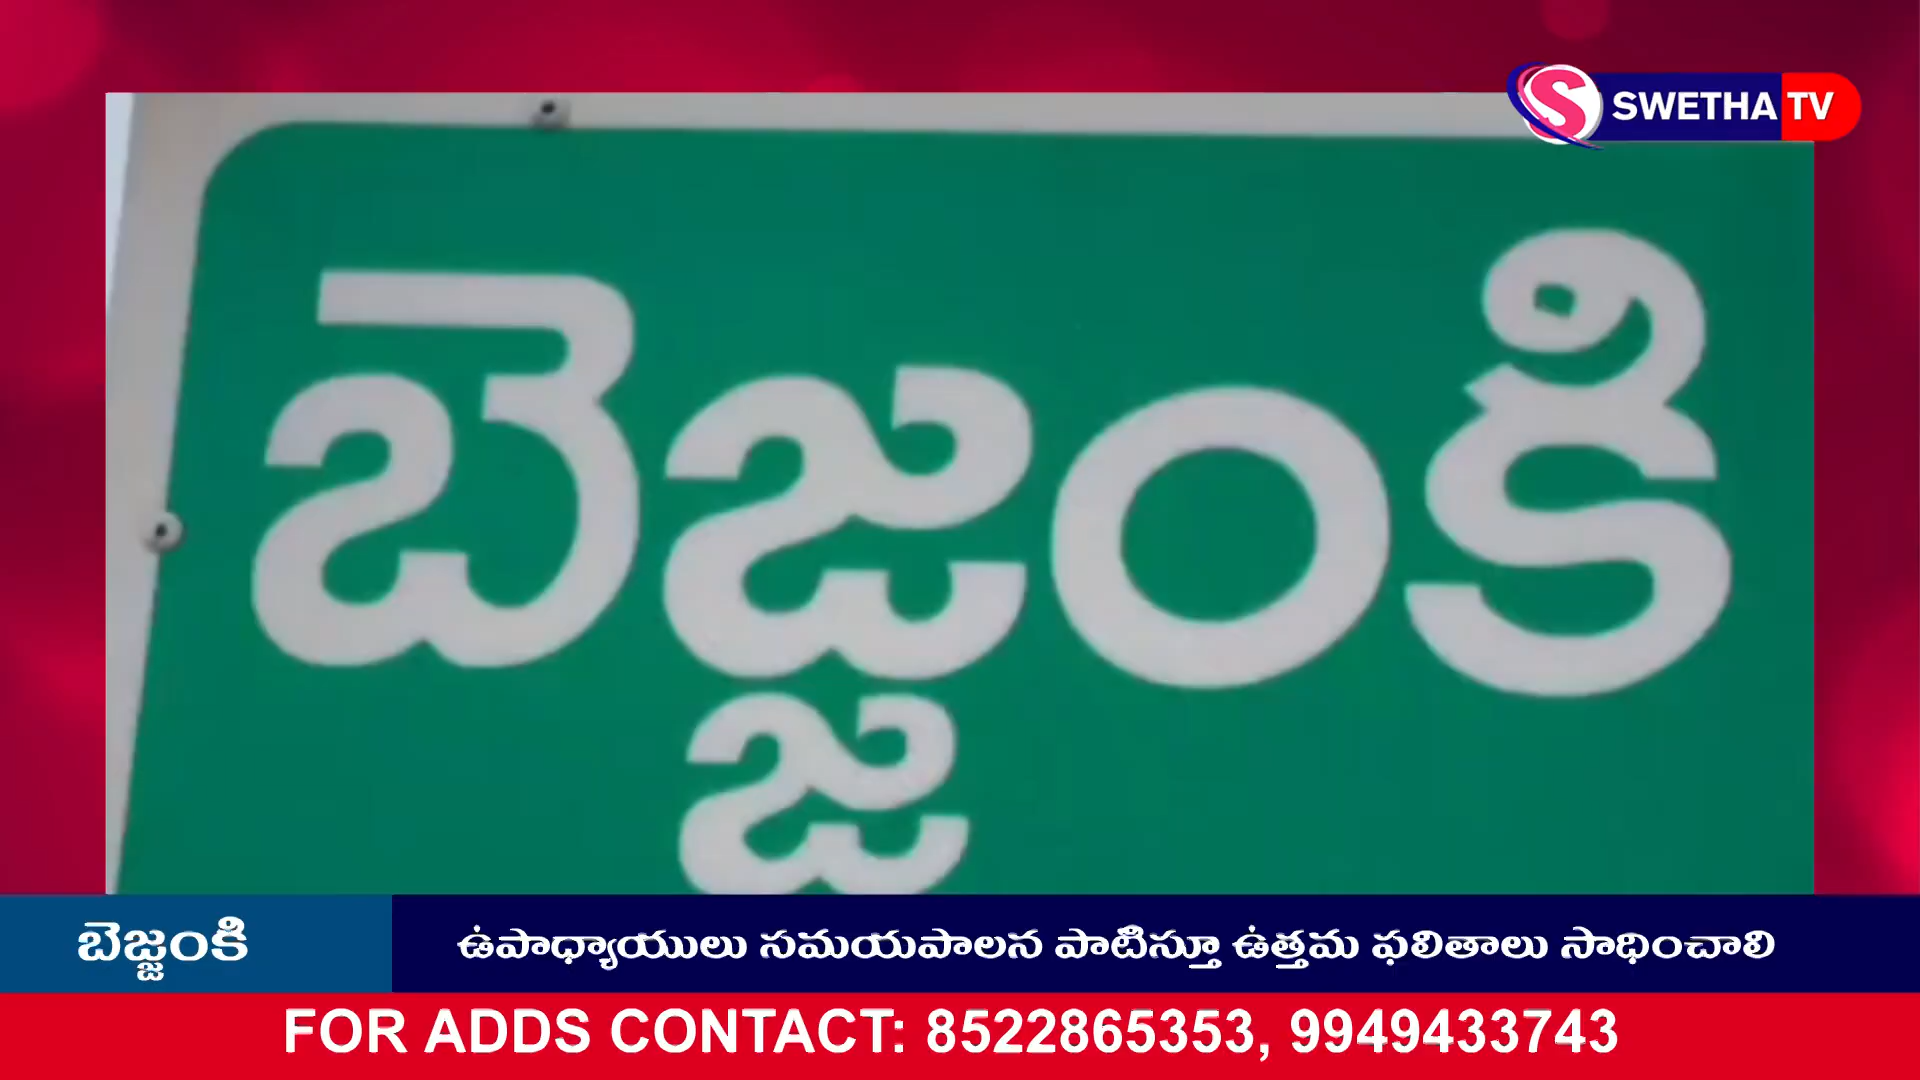 SWETHA TV
బెజ్జంకి
బెజ్జంకి
ఉపాధ్యాయులు సమయపాలన పాటిస్తూ ఉత్తమ ఫలితాలు సాధించాలి
FOR ADDS CONTACT: 8522865353, 9949433743